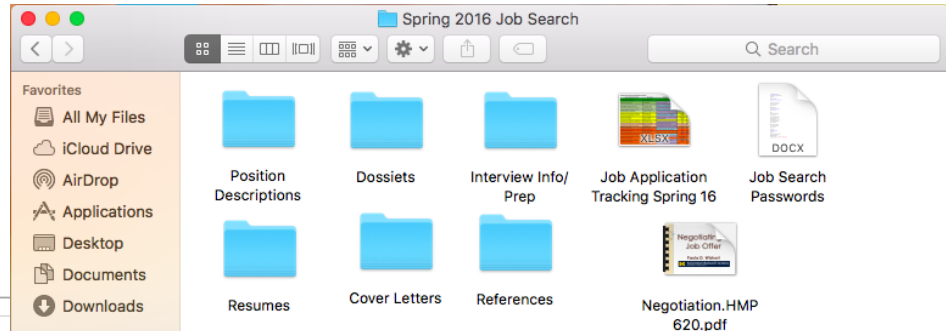 Spring 2016 Job Search
Search
Favorites
All My Files
iCloud Drive
AirDrop
Applications
Desktop
Documents
Downloads
Position
Descriptions
Dossiets
Interview Info/
Prep
XLSX
Job Application
Tracking Spring 16
DOCX
Job Search
Passwords
Resumes
Cover Letters
References
Negotiating
Job Offer
Negotiation.HMP
620.pdf